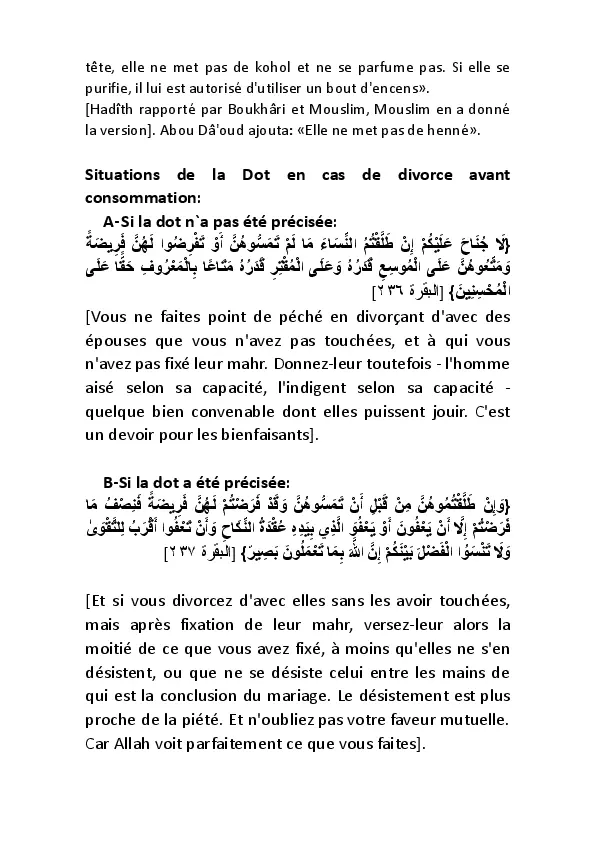 tête, elle ne met pas de kohol et ne se parfume pas. Si elle se
purifie, il lui est autorisé d'utiliser un bout d'encens».
[Hadîth rapporté par Boukhâri et Mouslim, Mouslim en a donné
la version]. Abou Dâ'oud ajouta: «Elle ne met pas de henné».
Situations de la Dot en cas de divorce avant
consommation:
A-Si la dot n`a pas été précisée:
{لَا جُنَاحَ عَلَيْكُمْ إِنْ طَلَّقْتُمُ النِّسَاءَ مَا لَمْ تَمَسُّوهُنَّ أَوْ تَفْرِضُوا لَهُنَّ فَرِيضَةً
وَمَتِّعُوهُنَّ عَلَى الْمُوسِعِ قَدَرُهُ وَعَلَى الْمُقْتِرِ قَدَرُهُ مَتَاعًا بِالْمَعْرُوفِ حَقًّا عَلَى
الْمُحْسِنِينَ} [البقرة ٢٣٦]
[Vous ne faites point de péché en divorçant d'avec des
épouses que vous n'avez pas touchées, et à qui vous
n'avez pas fixé leur mahr. Donnez-leur toutefois - l'homme
aisé selon sa capacité, l'indigent selon sa capacité -
quelque bien convenable dont elles puissent jouir. C'est
un devoir pour les bienfaisants].
B-Si la dot a été précisée:
{وَإِنْ طَلَّقْتُمُوهُنَّ مِنْ قَبْلِ أَنْ تَمَسُّوهُنَّ وَقَدْ فَرَضْتُمْ لَهُنَّ فَرِيضَةً فَنِصْفُ مَا
فَرَضْتُمْ إِلَّا أَنْ يَعْفُونَ أَوْ يَعْفُوَ الَّذِي بِيَدِهِ عُقْدَةُ النِّكَاحِ وَأَنْ تَعْفُوا أَقْرَبُ لِلتَّقْوَىٰ
وَلَا تَنْسَوُا الْفَضْلَ بَيْنَكُمْ إِنَّ اللَّهَ بِمَا تَعْمَلُونَ بَصِيرٌ} [البقرة ٢٣٧]
[Et si vous divorcez d'avec elles sans les avoir touchées,
mais après fixation de leur mahr, versez-leur alors la
moitié de ce que vous avez fixé, à moins qu'elles ne s'en
désistent, ou que ne se désiste celui entre les mains de
qui est la conclusion du mariage. Le désistement est plus
proche de la piété. Et n'oubliez pas votre faveur mutuelle.
Car Allah voit parfaitement ce que vous faites].